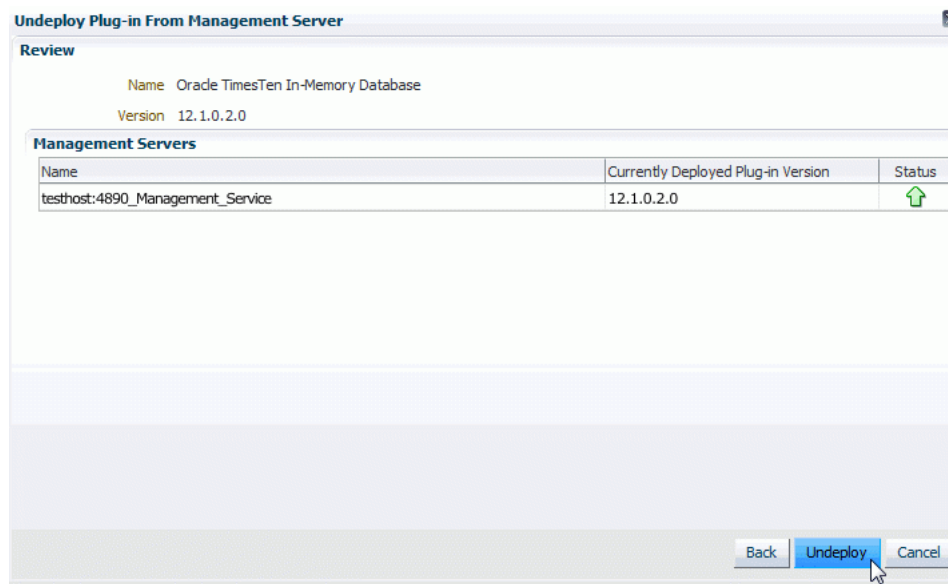 Undeploy Plug-in From Management Server
Review
Name Oracle TimesTen In-Memory Database
Version 12.1.0.2.0
Management Servers
Name Currently Deployed Plug-in Version Status
testhost:4890_Management_Service 12.1.0.2.0
Back Undeploy Cancel